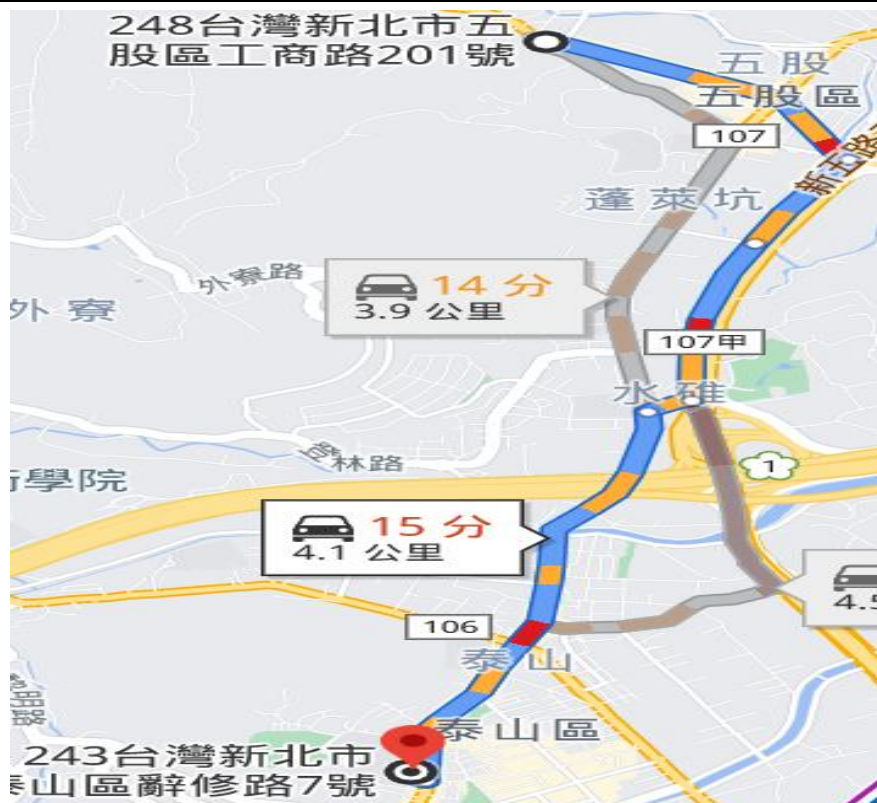 248台灣新北市五
股區工商路201號
五股
五股區
107
新五路
蓬萊坑
外寮路
14 分
3.9 公里
外寮
107甲
水碓
登林路
1
術學院
15 分
4.1 公里
4.5
106
泰山
明路
泰山區
243台灣新北市
泰山區辭修路7號